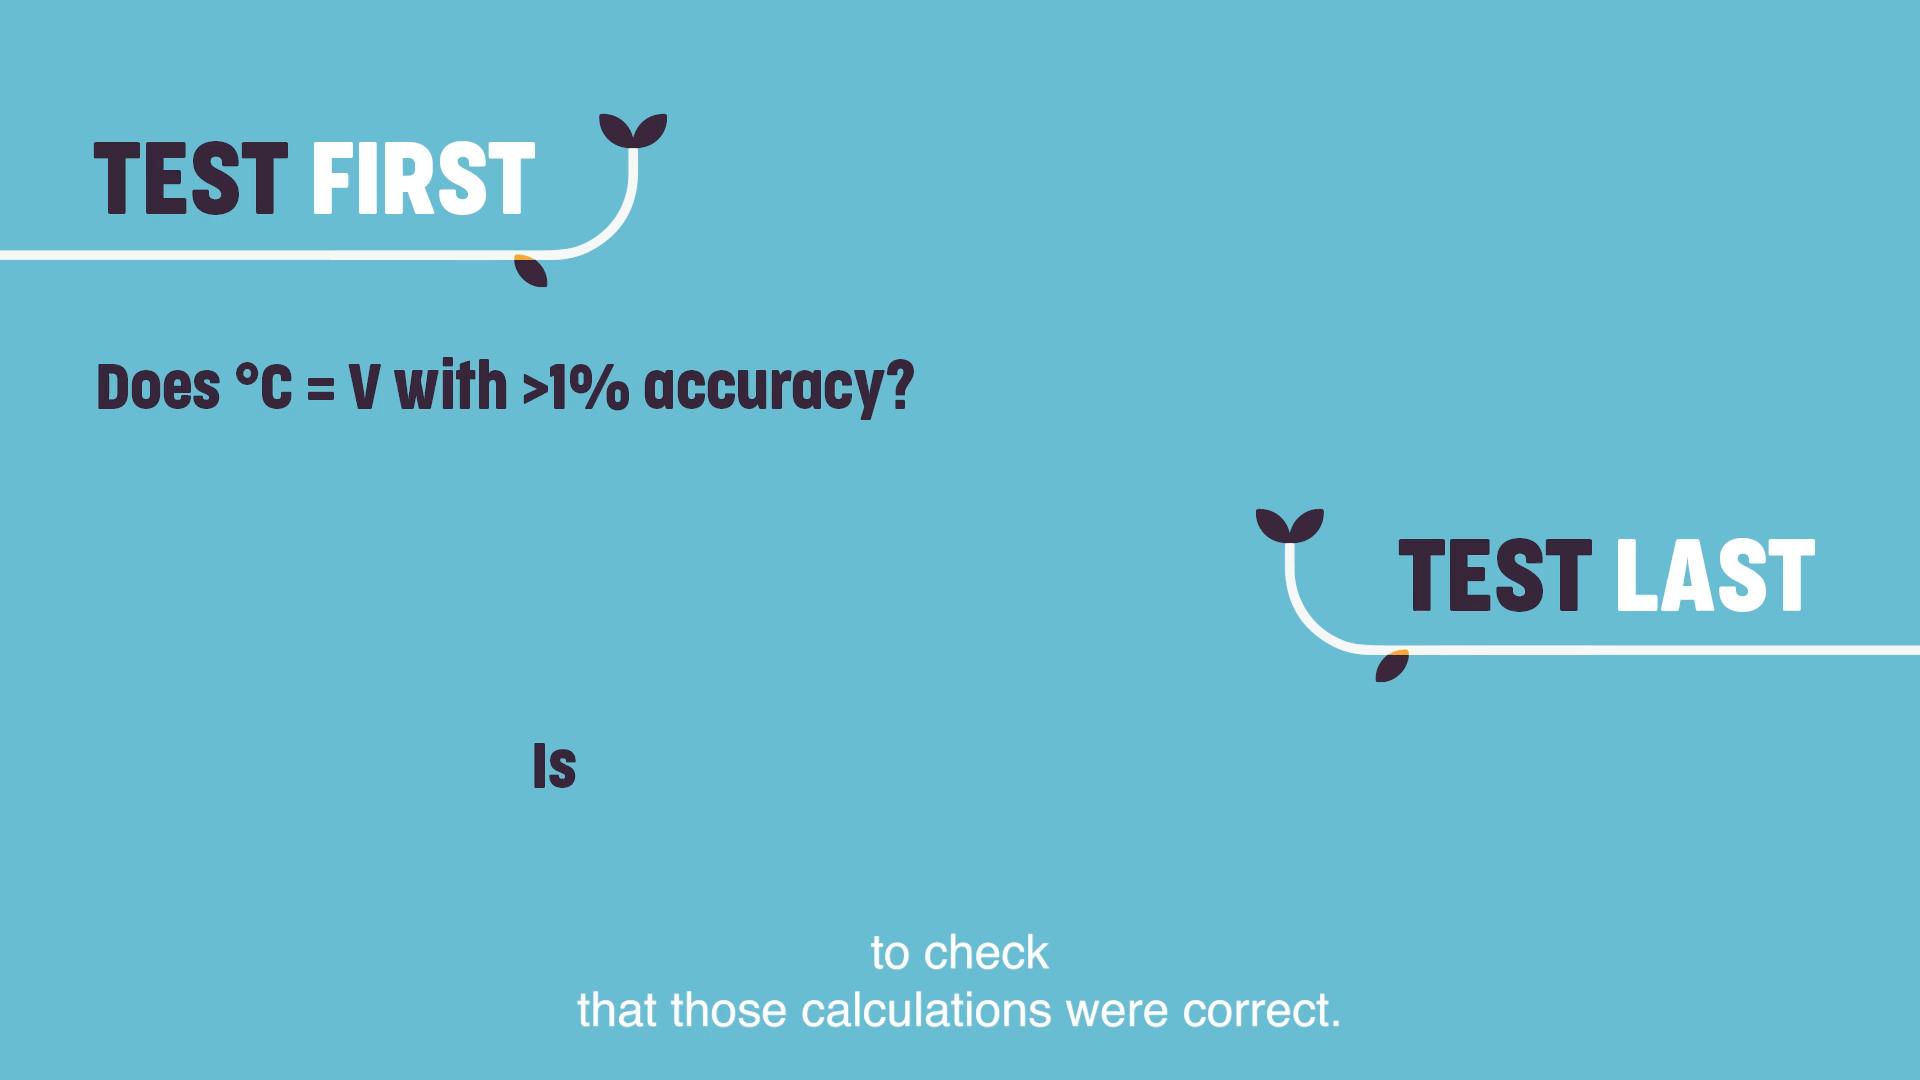 TEST FIRST
Does °C = V with >1% accuracy?
TEST LAST
Is
to check
that those calculations were correct.